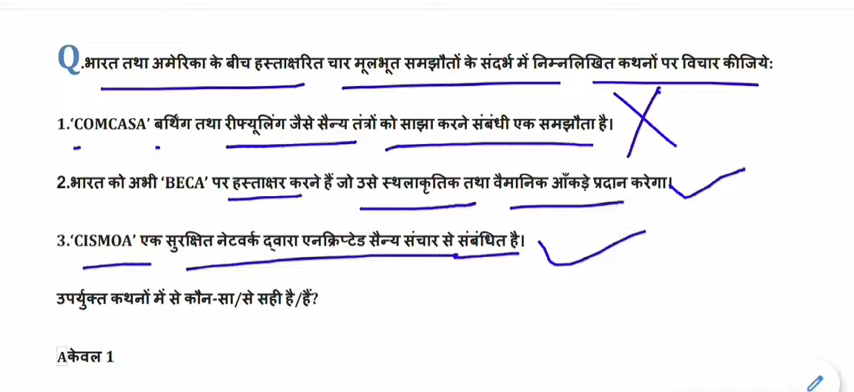 Q.भारत तथा अमेरिका के बीच हस्ताक्षरित चार मूलभूत समझौतों के संदर्भ में निम्नलिखित कथनों पर विचार कीजिये:
1.‘COMCASA’ बर्थिंग तथा रीफ्यूलिंग जैसे सैन्य तंत्रों को साझा करने संबंधी एक समझौता है।
2.भारत को अभी ‘BECA’ पर हस्ताक्षर करने हैं जो उसे स्थलाकृतिक तथा वैमानिक आँकड़े प्रदान करेगा।
3.‘CISMOA’ एक सुरक्षित नेटवर्क द्वारा एनक्रिप्टेड सैन्य संचार से संबंधित है।
उपर्युक्त कथनों में से कौन-सा/से सही है/हैं?
Aकेवल 1